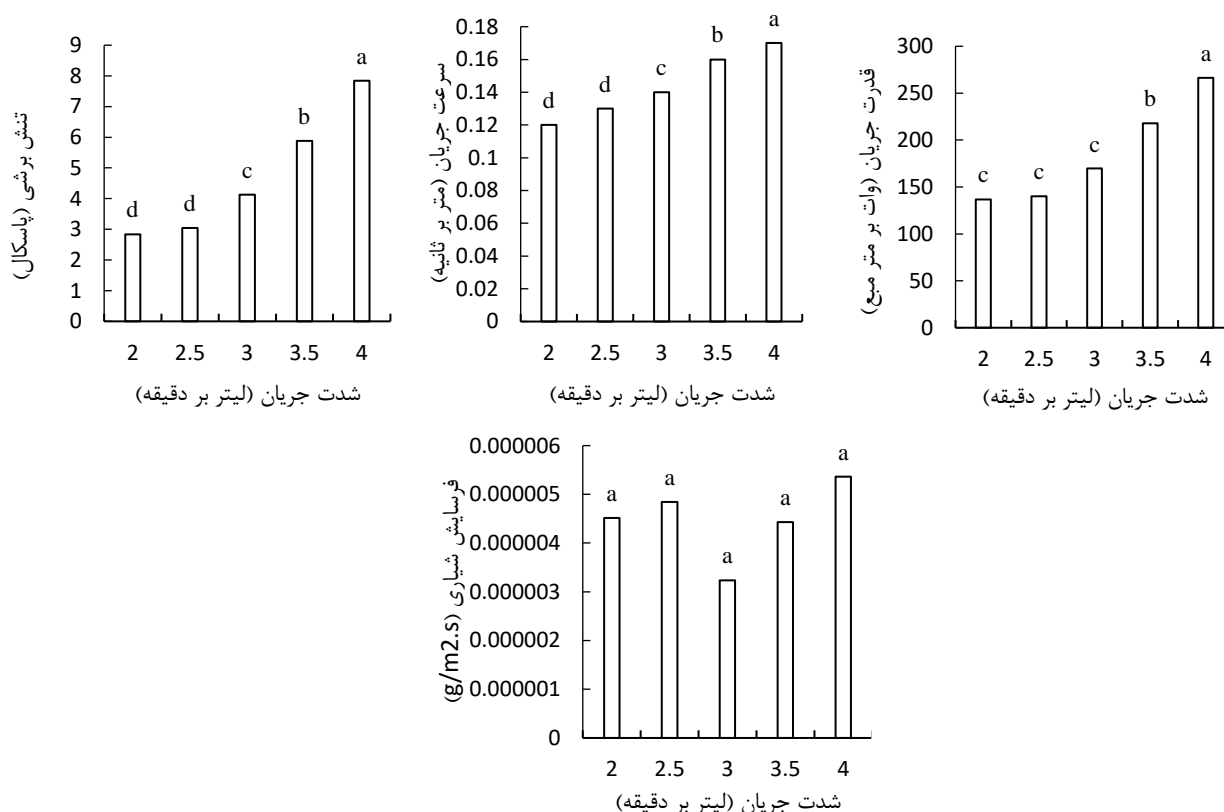 تنش برشی (پاسکال)
9
8
7
6
5
4
3
2
1
0
d
d
c
b
a
2 2.5 3 3.5 4
شدت جریان (لیتر بر دقیقه)
سرعت جریان (متر بر ثانیه)
0.18
0.16
0.14
0.12
0.1
0.08
0.06
0.04
0.02
0
d
d
c
b
a
2 2.5 3 3.5 4
شدت جریان (لیتر بر دقیقه)
قدرت جریان (وات بر متر مبع)
300
250
200
150
100
50
0
c
c
c
b
a
2 2.5 3 3.5 4
شدت جریان (لیتر بر دقیقه)
فرسایش شیاری (g/m2.s)
0.000006
0.000005
0.000004
0.000003
0.000002
0.000001
0
a
a
a
a
a
2 2.5 3 3.5 4
شدت جریان (لیتر بر دقیقه)